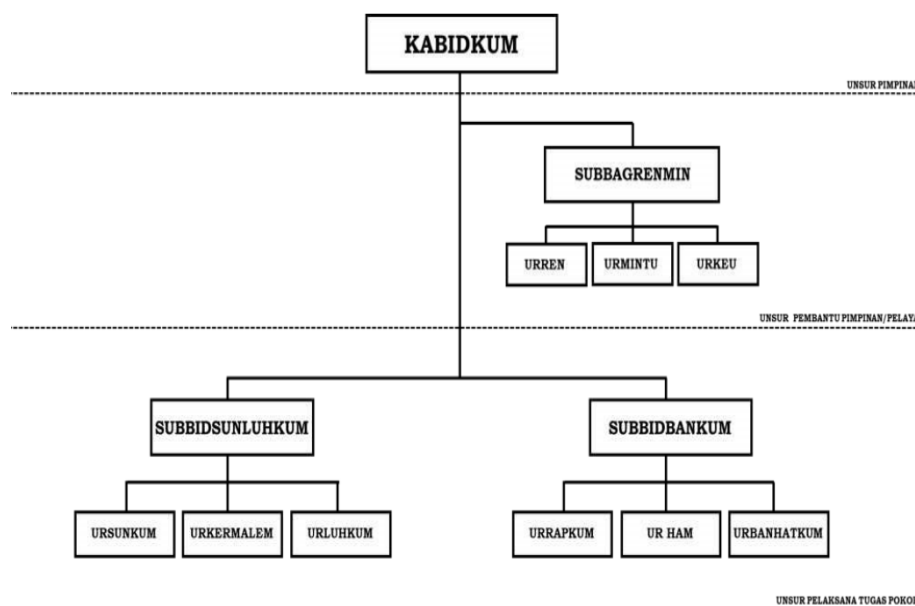 KABIDKUM
UNSUR PIMPINAN
SUBBAGRENMIN
URREN
URMINTU
URKEU
UNSUR PEMBANTU PIMPINAN/PELAYA
SUBBIDSUNLUHKUM
SUBBIDBANKUM
URSUNKUM
URKERMALEM
URLUHKUM
URRAPKUM
UR HAM
URBANHATKUM
UNSUR PELAKSANA TUGAS POKOK